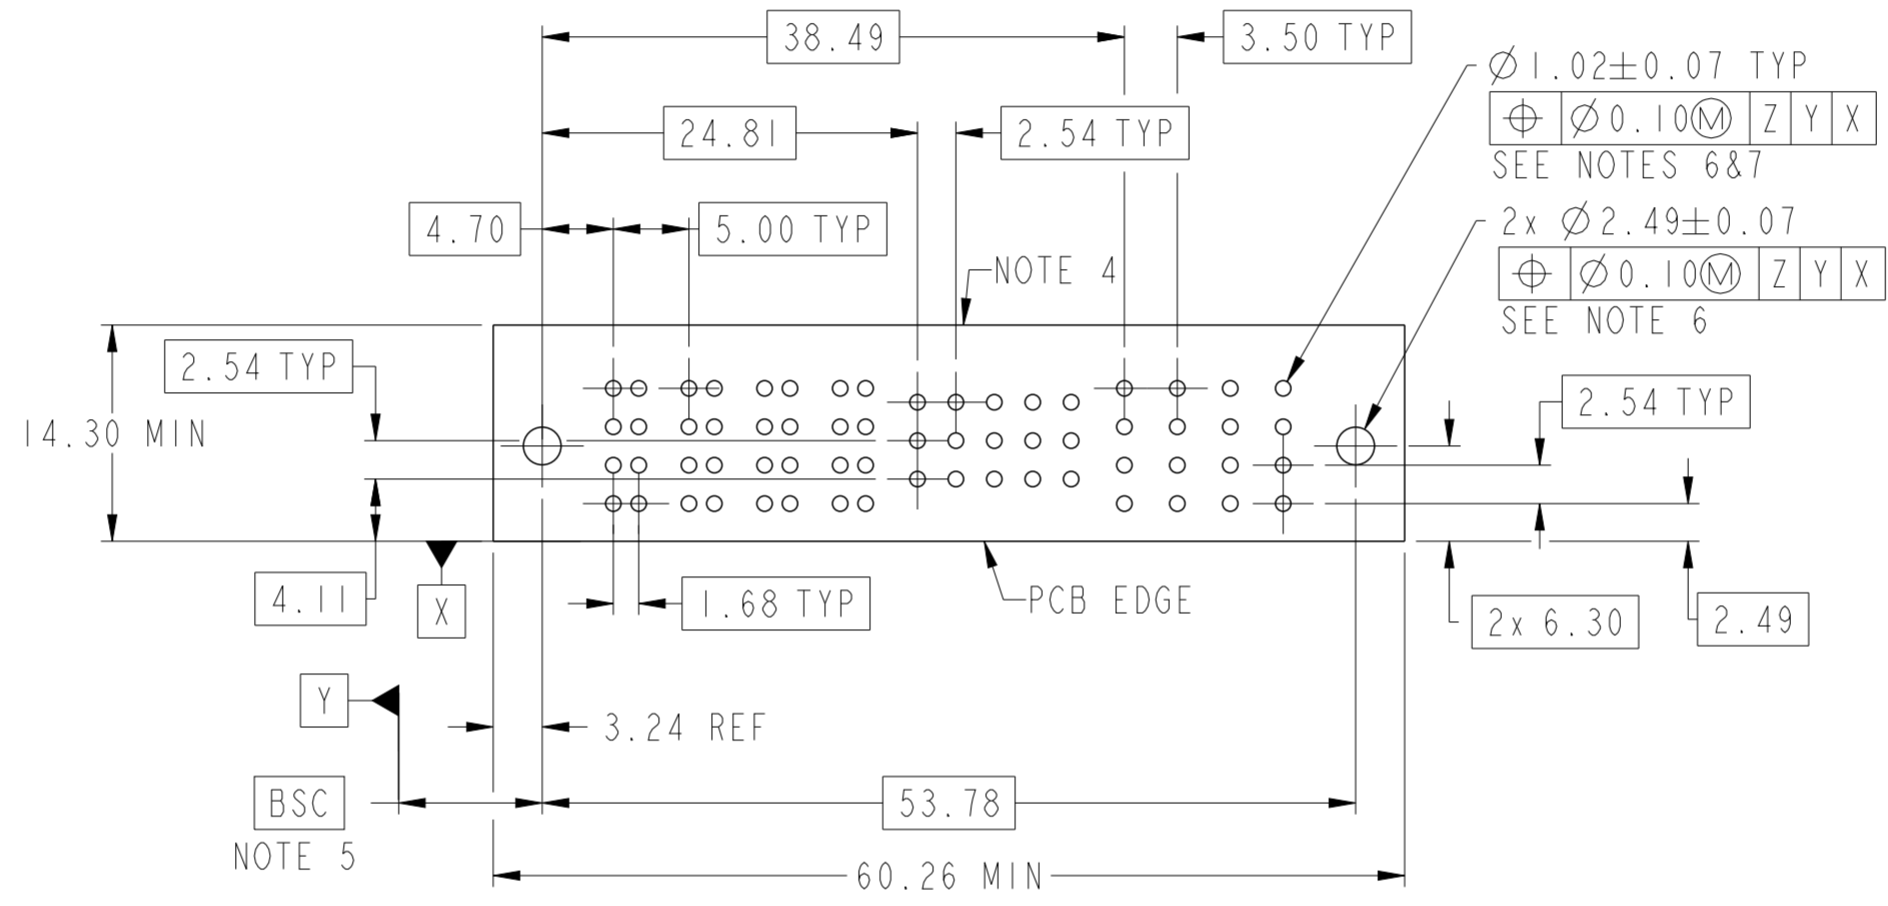 38.49
3.50 TYP
Ø1.02±0.07 TYP
⌖ Ø0.10Ⓜ Z Y X
SEE NOTES 6&7
24.81
2.54 TYP
4.70
5.00 TYP
2x Ø2.49±0.07
⌖ Ø0.10Ⓜ Z Y X
SEE NOTE 6
NOTE 4
2.54 TYP
2.54 TYP
14.30 MIN
4.11
X
1.68 TYP
PCB EDGE
2x 6.30
2.49
Y
3.24 REF
BSC
NOTE 5
53.78
60.26 MIN